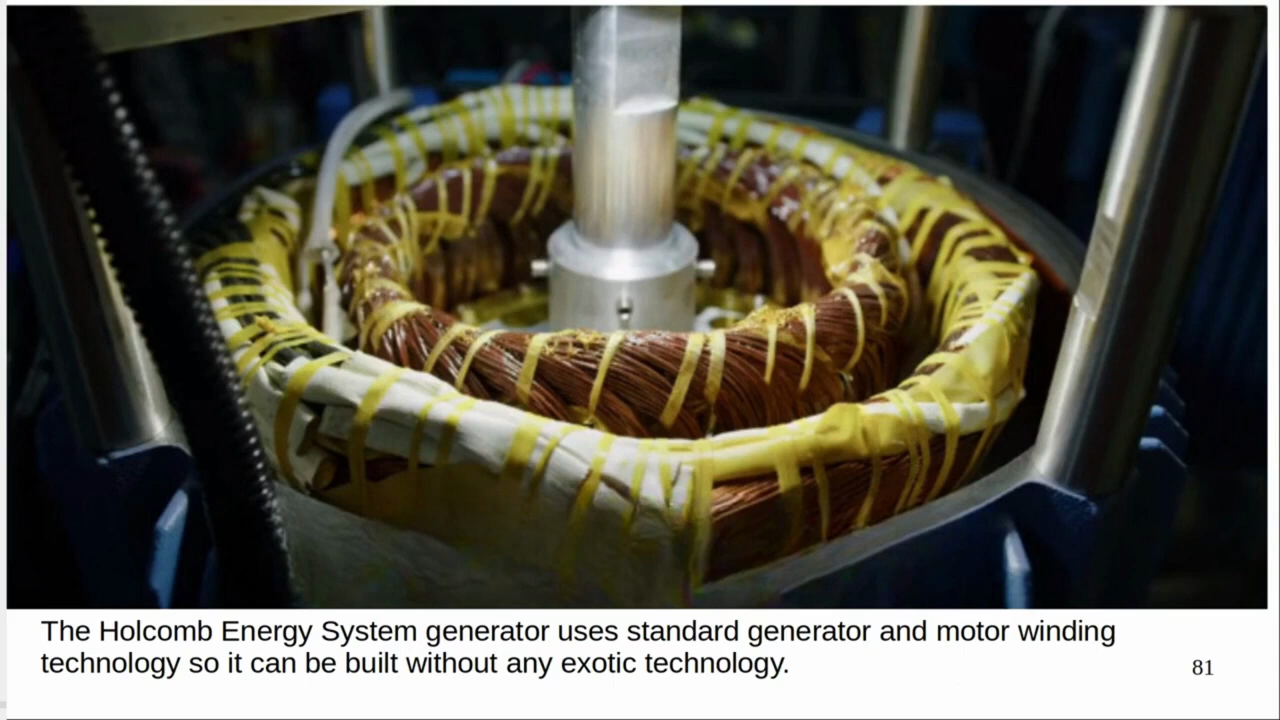 The Holcomb Energy System generator uses standard generator and motor winding
technology so it can be built without any exotic technology.
81